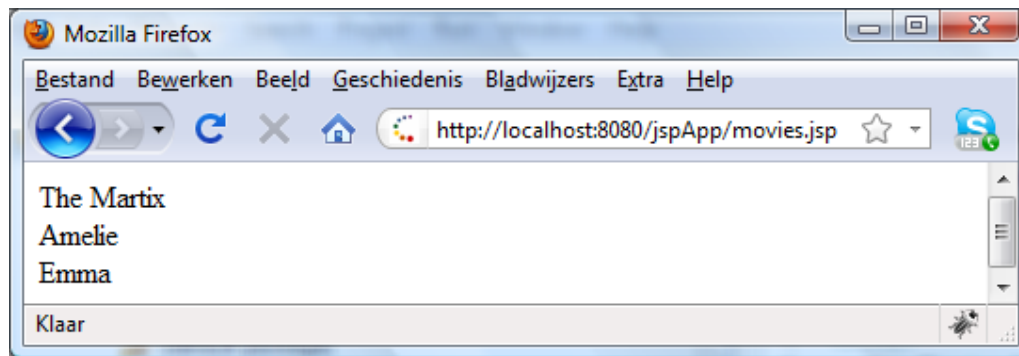 Mozilla Firefox
Bestand Bewerken Beeld Geschiedenis Bladwijzers Extra Help
http://localhost:8080/jspApp/movies.jsp
123
The Martix
Amelie
Emma
Klaar